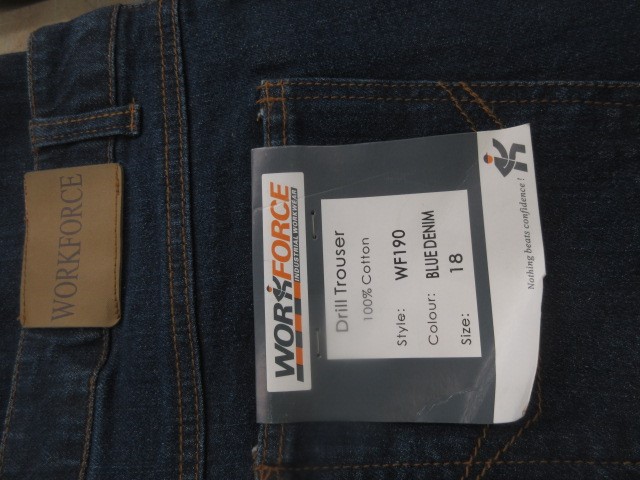 WORKFORCE
WORKFORCE
INDUSTRIAL WORKWEAR
Drill Trouser
100% Cotton
Style: WF190
Colour: BLUE DENIM
Size: 18
Nothing beats confidence !